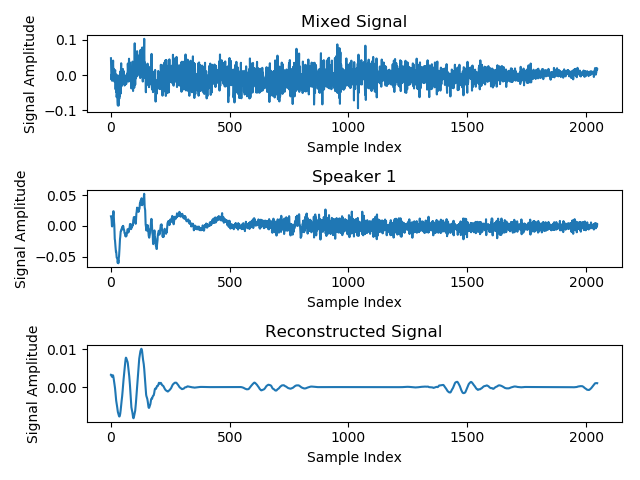 Mixed Signal
Signal Amplitude
0.1
0.0
−0.1
0 500 1000 1500 2000
Sample Index
Speaker 1
Signal Amplitude
0.05
0.00
−0.05
0 500 1000 1500 2000
Sample Index
Reconstructed Signal
Signal Amplitude
0.01
0.00
0 500 1000 1500 2000
Sample Index